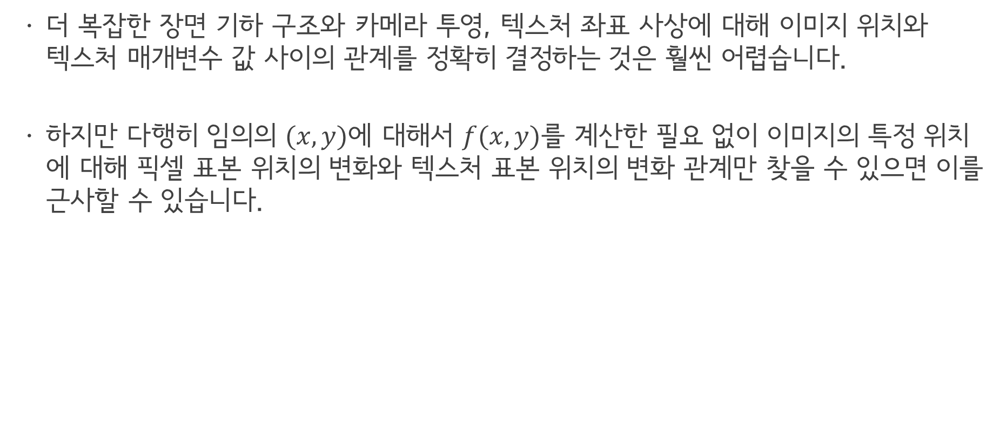 · 더 복잡한 장면 기하 구조와 카메라 투영, 텍스처 좌표 사상에 대해 이미지 위치와
텍스처 매개변수 값 사이의 관계를 정확히 결정하는 것은 훨씬 어렵습니다.
· 하지만 다행히 임의의 (x, y)에 대해서 f(x, y)를 계산한 필요 없이 이미지의 특정 위치
에 대해 픽셀 표본 위치의 변화와 텍스처 표본 위치의 변화 관계만 찾을 수 있으면 이를
근사할 수 있습니다.